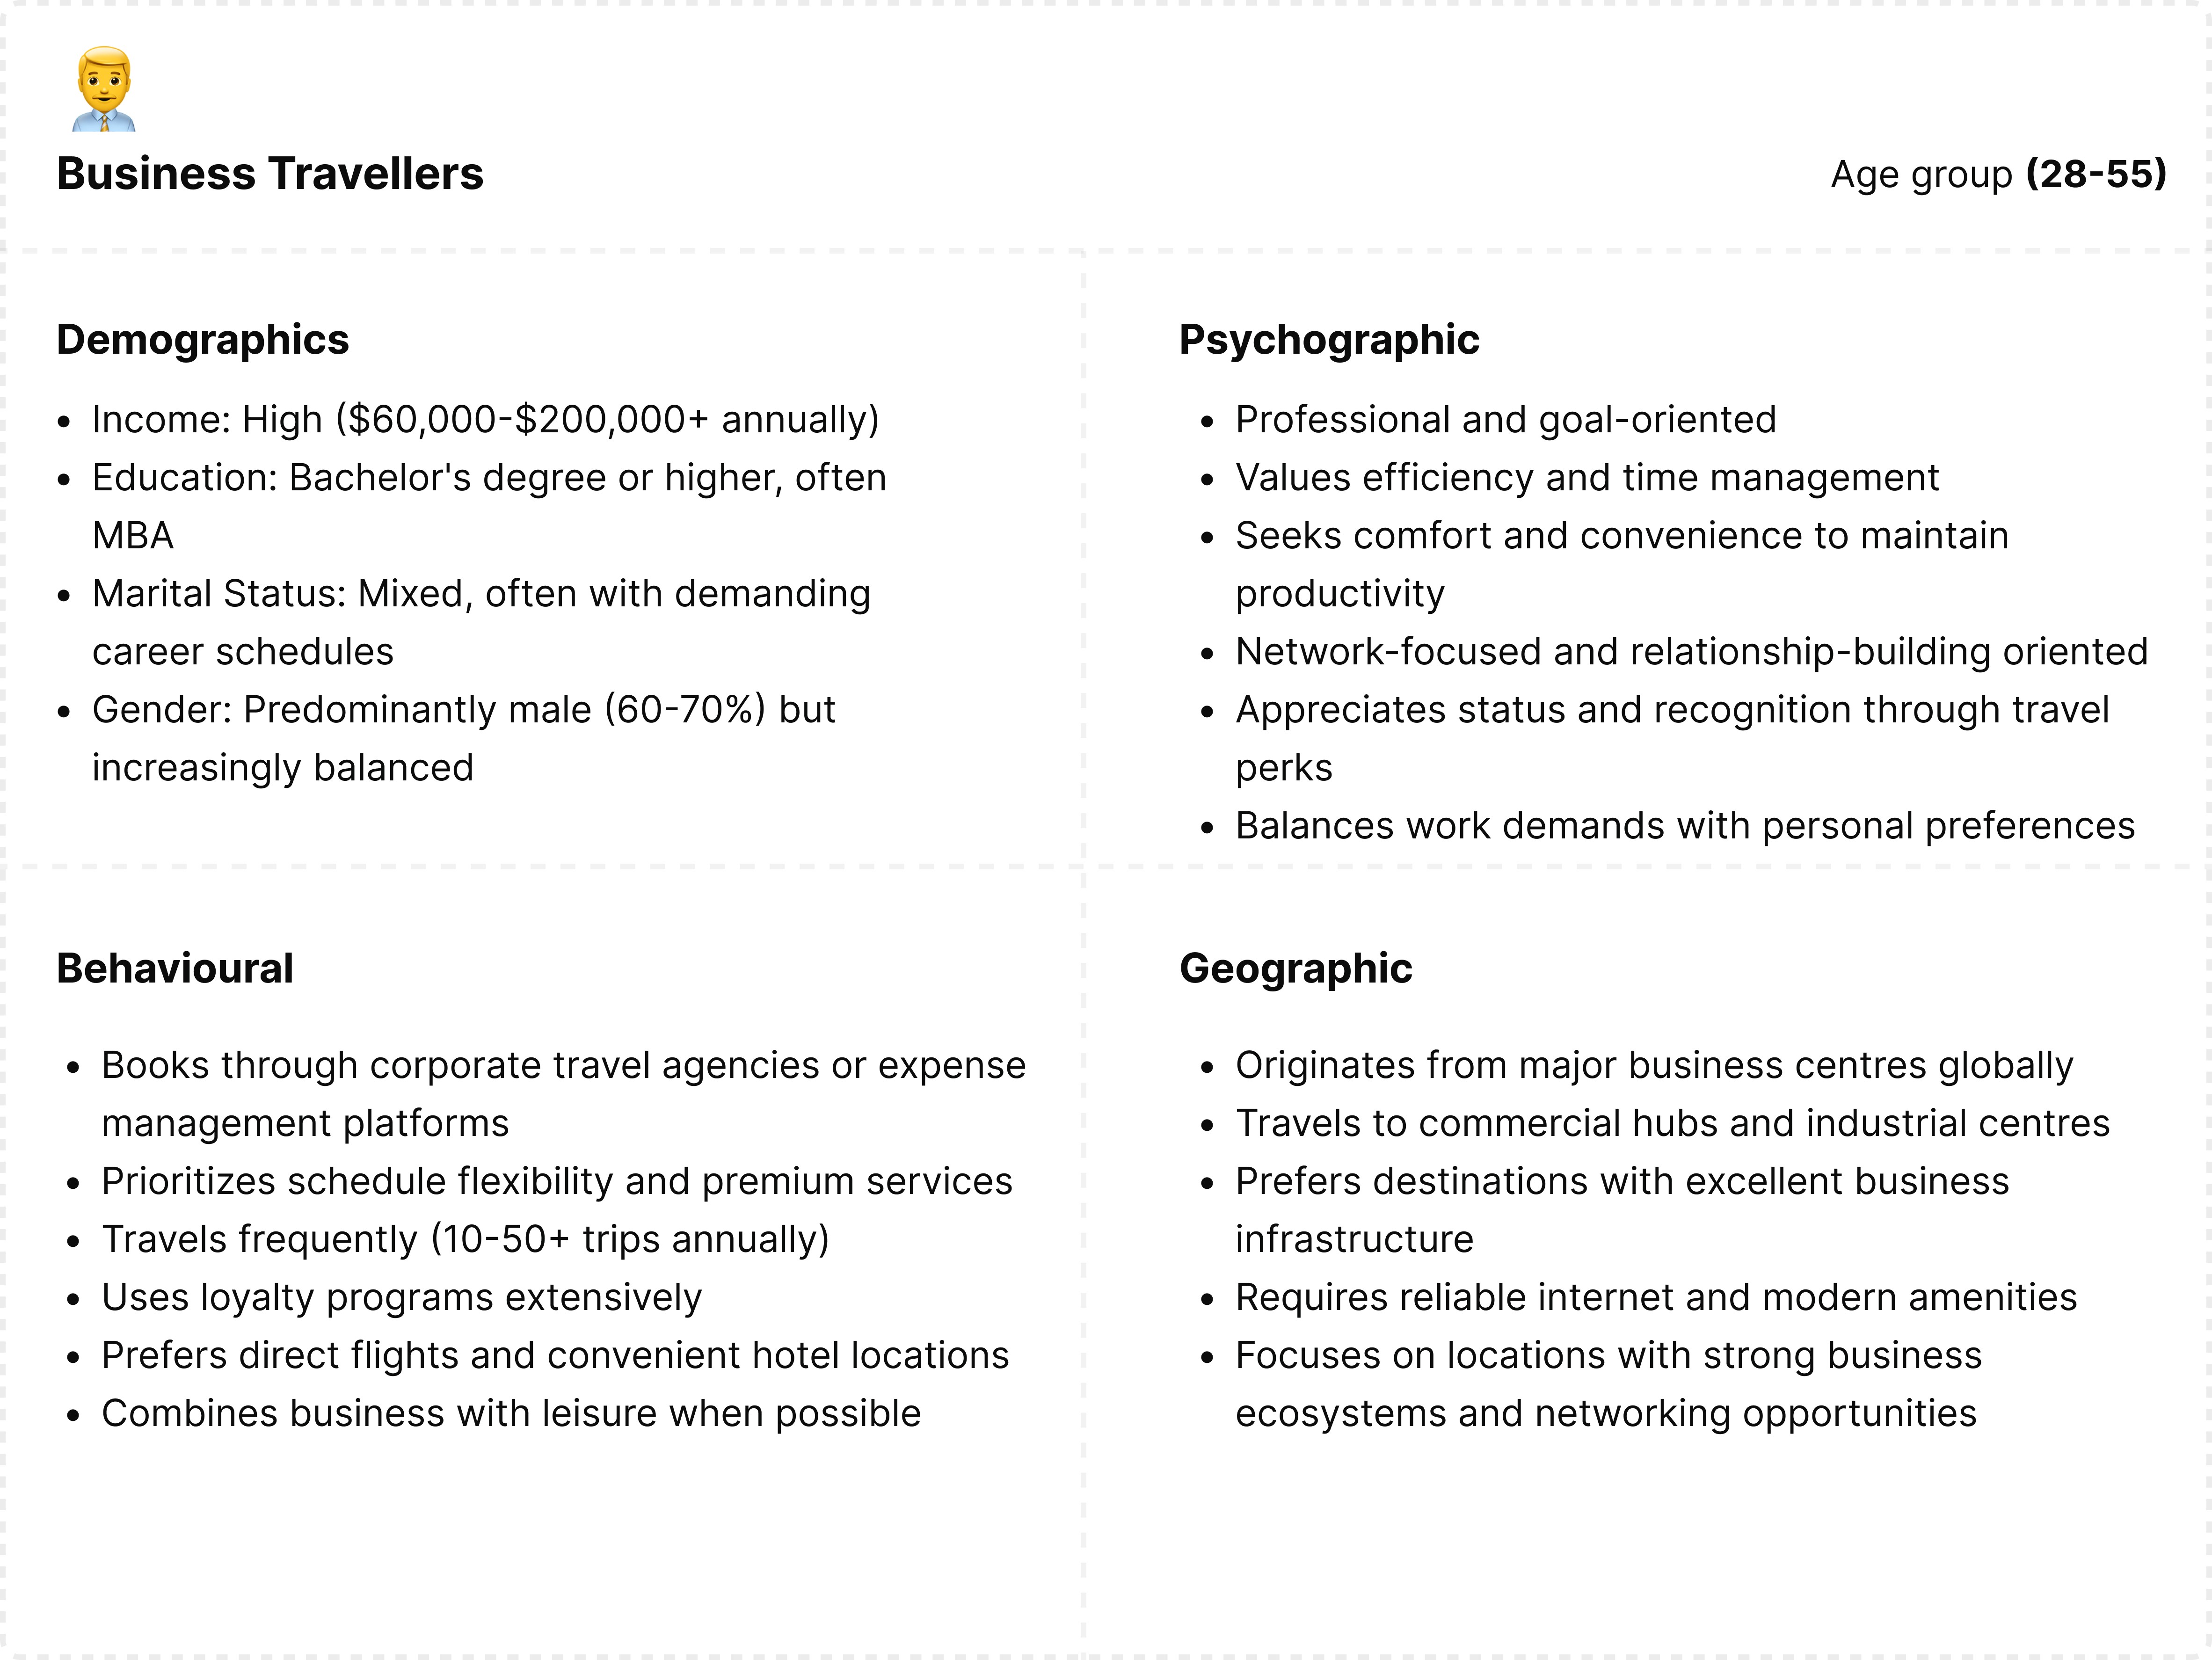 Business Travellers
Age group (28-55)
Demographics
• Income: High ($60,000-$200,000+ annually)
• Education: Bachelor's degree or higher, often
MBA
• Marital Status: Mixed, often with demanding
career schedules
• Gender: Predominantly male (60-70%) but
increasingly balanced
Psychographic
• Professional and goal-oriented
• Values efficiency and time management
• Seeks comfort and convenience to maintain
productivity
• Network-focused and relationship-building oriented
• Appreciates status and recognition through travel
perks
• Balances work demands with personal preferences
Behavioural
• Books through corporate travel agencies or expense
management platforms
• Prioritizes schedule flexibility and premium services
• Travels frequently (10-50+ trips annually)
• Uses loyalty programs extensively
• Prefers direct flights and convenient hotel locations
• Combines business with leisure when possible
Geographic
• Originates from major business centres globally
• Travels to commercial hubs and industrial centres
• Prefers destinations with excellent business
infrastructure
• Requires reliable internet and modern amenities
• Focuses on locations with strong business
ecosystems and networking opportunities